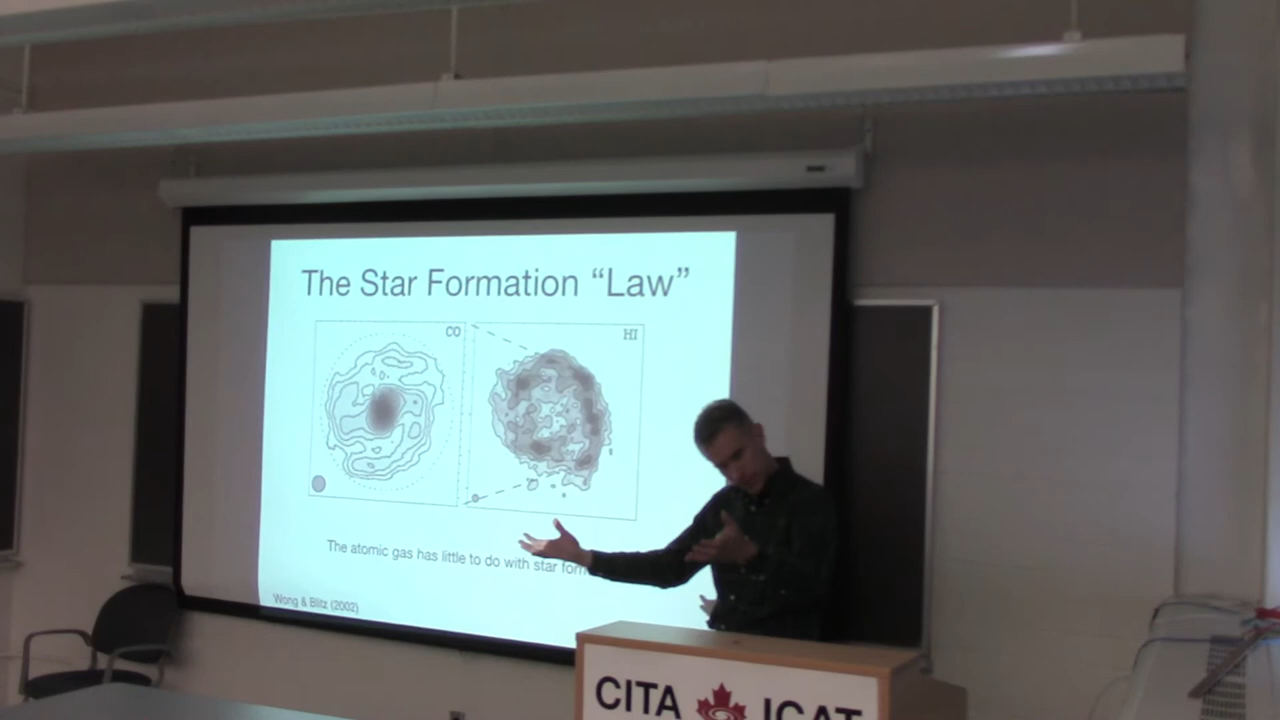 The Star Formation “Law”
CO
HI
The atomic gas has little to do with star
Wong & Blitz (2002)
CITA ICAT